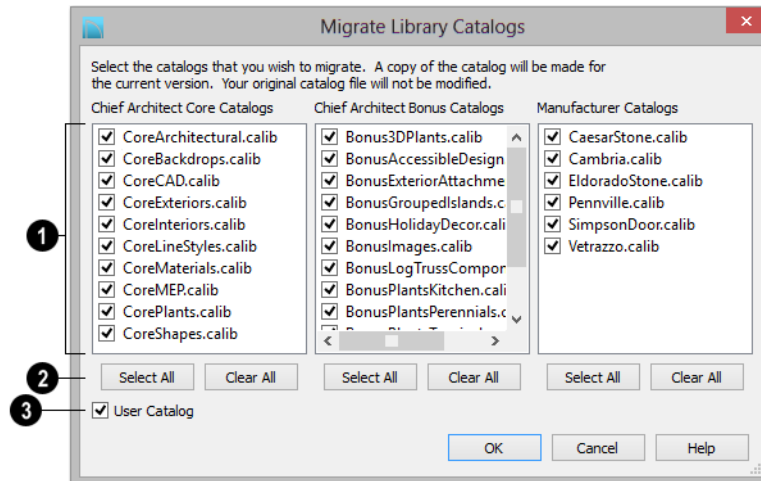 Migrate Library Catalogs
Select the catalogs that you wish to migrate. A copy of the catalog will be made for
the current version. Your original catalog file will not be modified.
Chief Architect Core Catalogs
CoreArchitectural.calib
CoreBackdrops.calib
CoreCAD.calib
CoreExteriors.calib
CoreInteriors.calib
CoreLineStyles.calib
CoreMaterials.calib
CoreMEP.calib
CorePlants.calib
CoreShapes.calib
Chief Architect Bonus Catalogs
Bonus3DPlants.calib
BonusAccessibleDesign
BonusExteriorAttachme
BonusGroupedIslands.c
BonusHolidayDecor.cali
BonusImages.calib
BonusLogTrussCompor
BonusPlantsKitchen.cali
BonusPlantsPerennials.c
Manufacturer Catalogs
CaesarStone.calib
Cambria.calib
EldoradoStone.calib
Pennville.calib
SimpsonDoor.calib
Vetrazzo.calib
1
2
Select All Clear All Select All Clear All Select All Clear All
3
User Catalog
OK Cancel Help